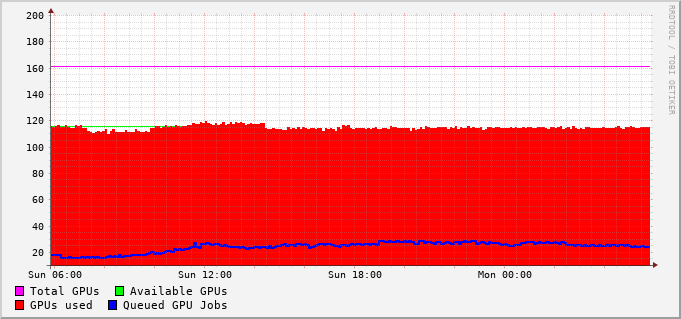 200
180
160
140
120
100
80
60
40
20
Sun 06:00 Sun 12:00 Sun 18:00 Mon 00:00
Total GPUs Available GPUs
GPUs used Queued GPU Jobs
RRDTOOL / TOBI OETIKER